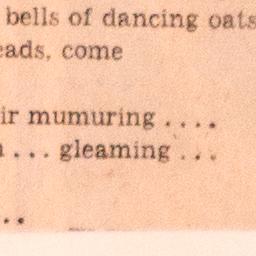 bells of dancing oats
eads, come
ir mumuring ....
... gleaming ...
..